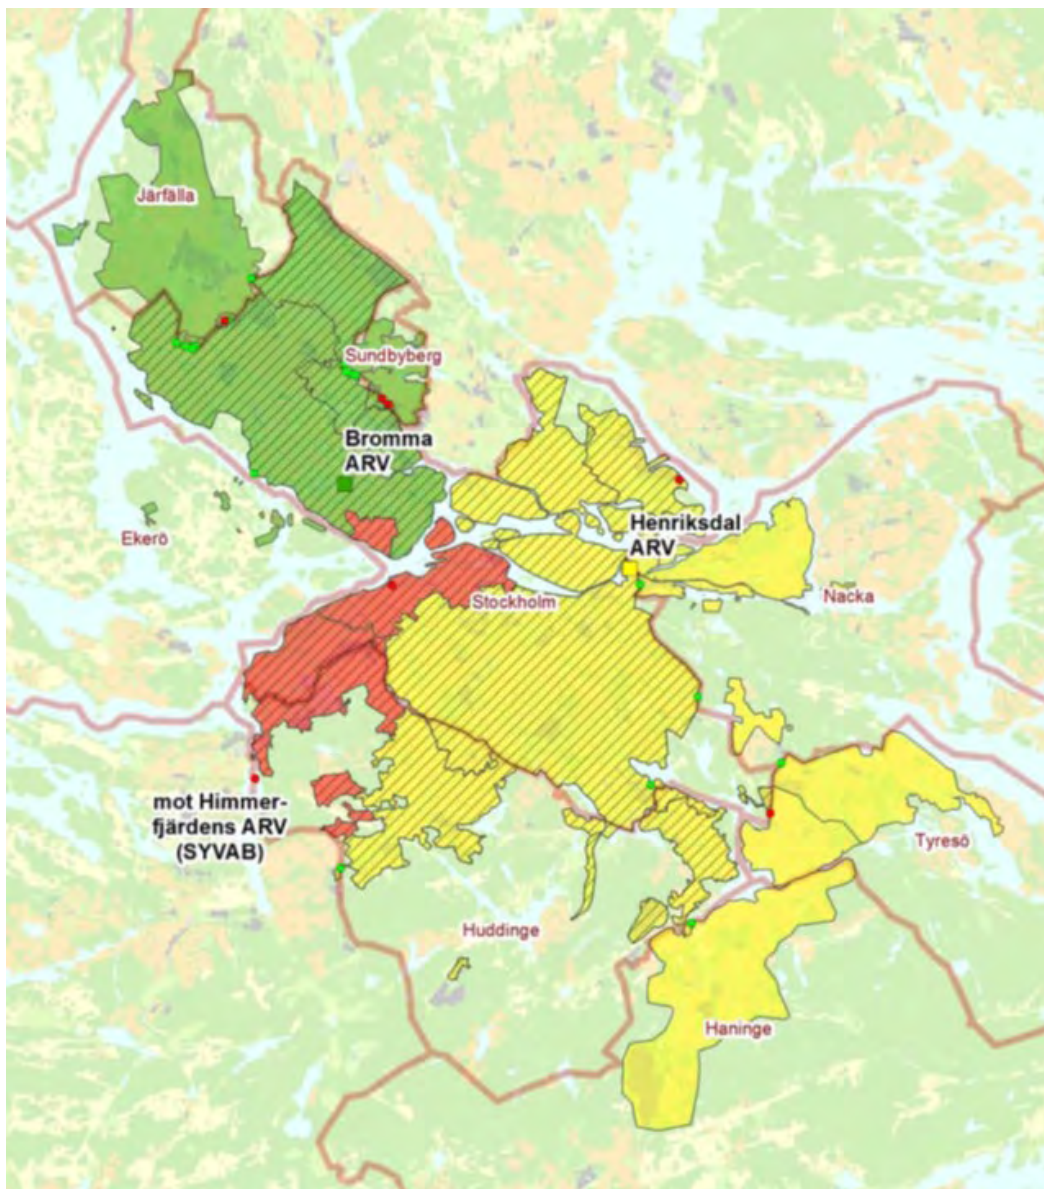 Järfälla
Sundbyberg
Bromma
ARV
Henriksdal
ARV
Ekerö
Stockholm
Nacka
mot Himmer-
fjärdens ARV
(SYVAB)
Tyresö
Huddinge
Haninge